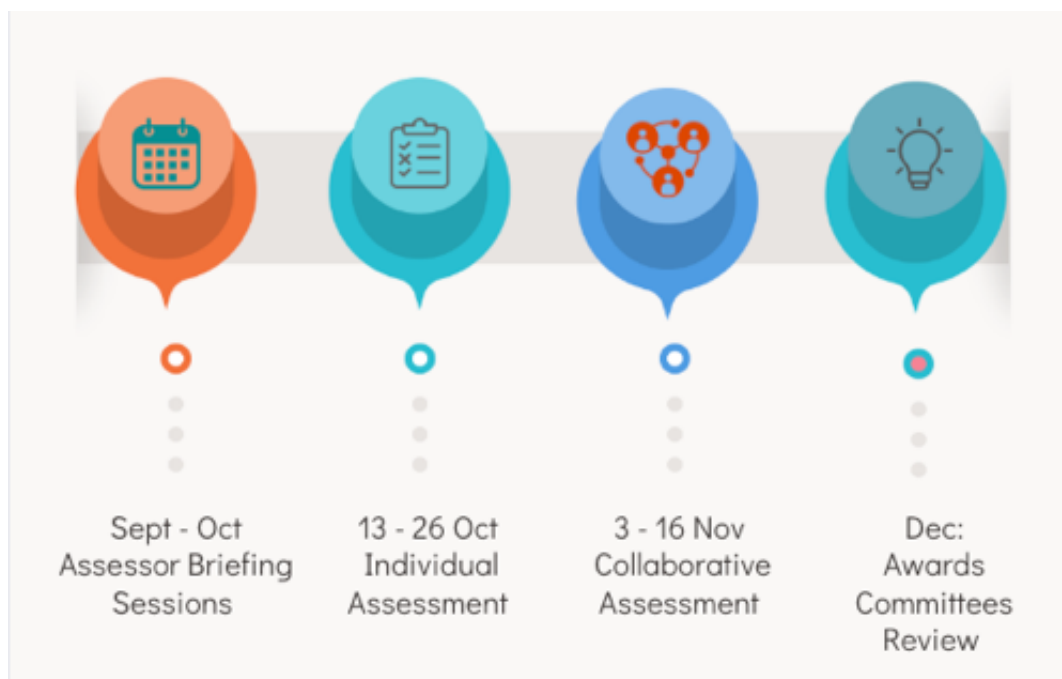 Sept - Oct
Assessor Briefing
Sessions
13 - 26 Oct
Individual
Assessment
3 - 16 Nov
Collaborative
Assessment
Dec:
Awards
Committees
Review